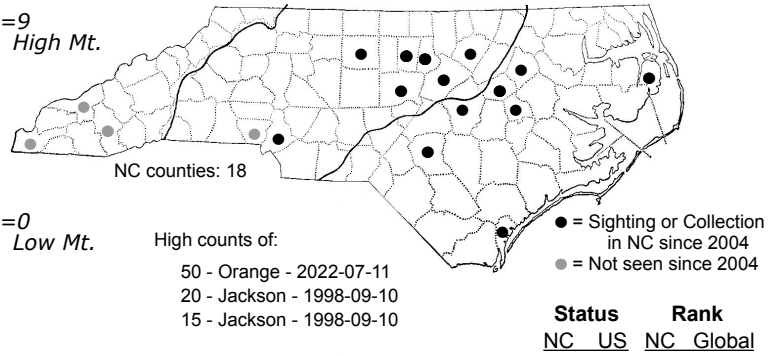 =9
High Mt.
NC counties: 18
=0
Low Mt.
High counts of:
50 - Orange - 2022-07-11
20 - Jackson - 1998-09-10
15 - Jackson - 1998-09-10
= Sighting or Collection
in NC since 2004
= Not seen since 2004
Status Rank
NC US NC Global